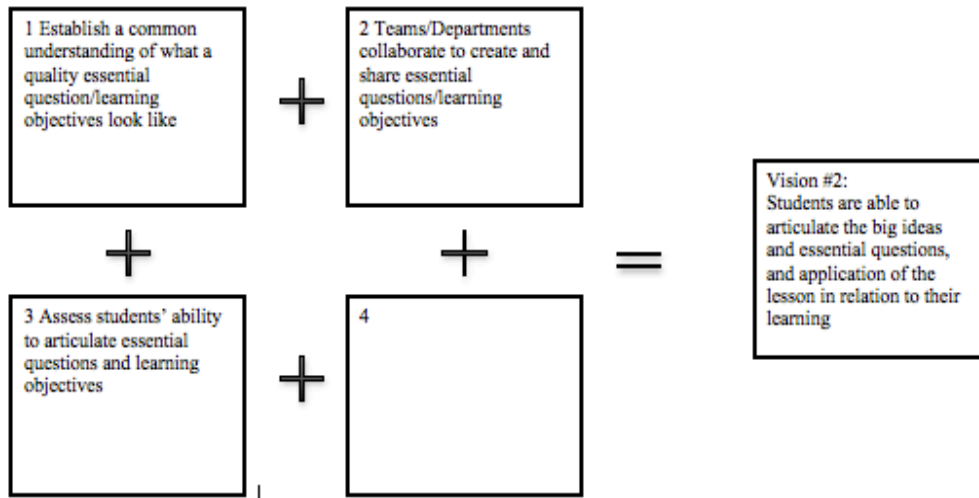 1 Establish a common
understanding of what a
quality essential
question/learning
objectives look like
2 Teams/Departments
collaborate to create and
share essential
questions/learning
objectives
3 Assess students’ ability
to articulate essential
questions and learning
objectives
4
Vision #2:
Students are able to
articulate the big ideas
and essential questions,
and application of the
lesson in relation to their
learning